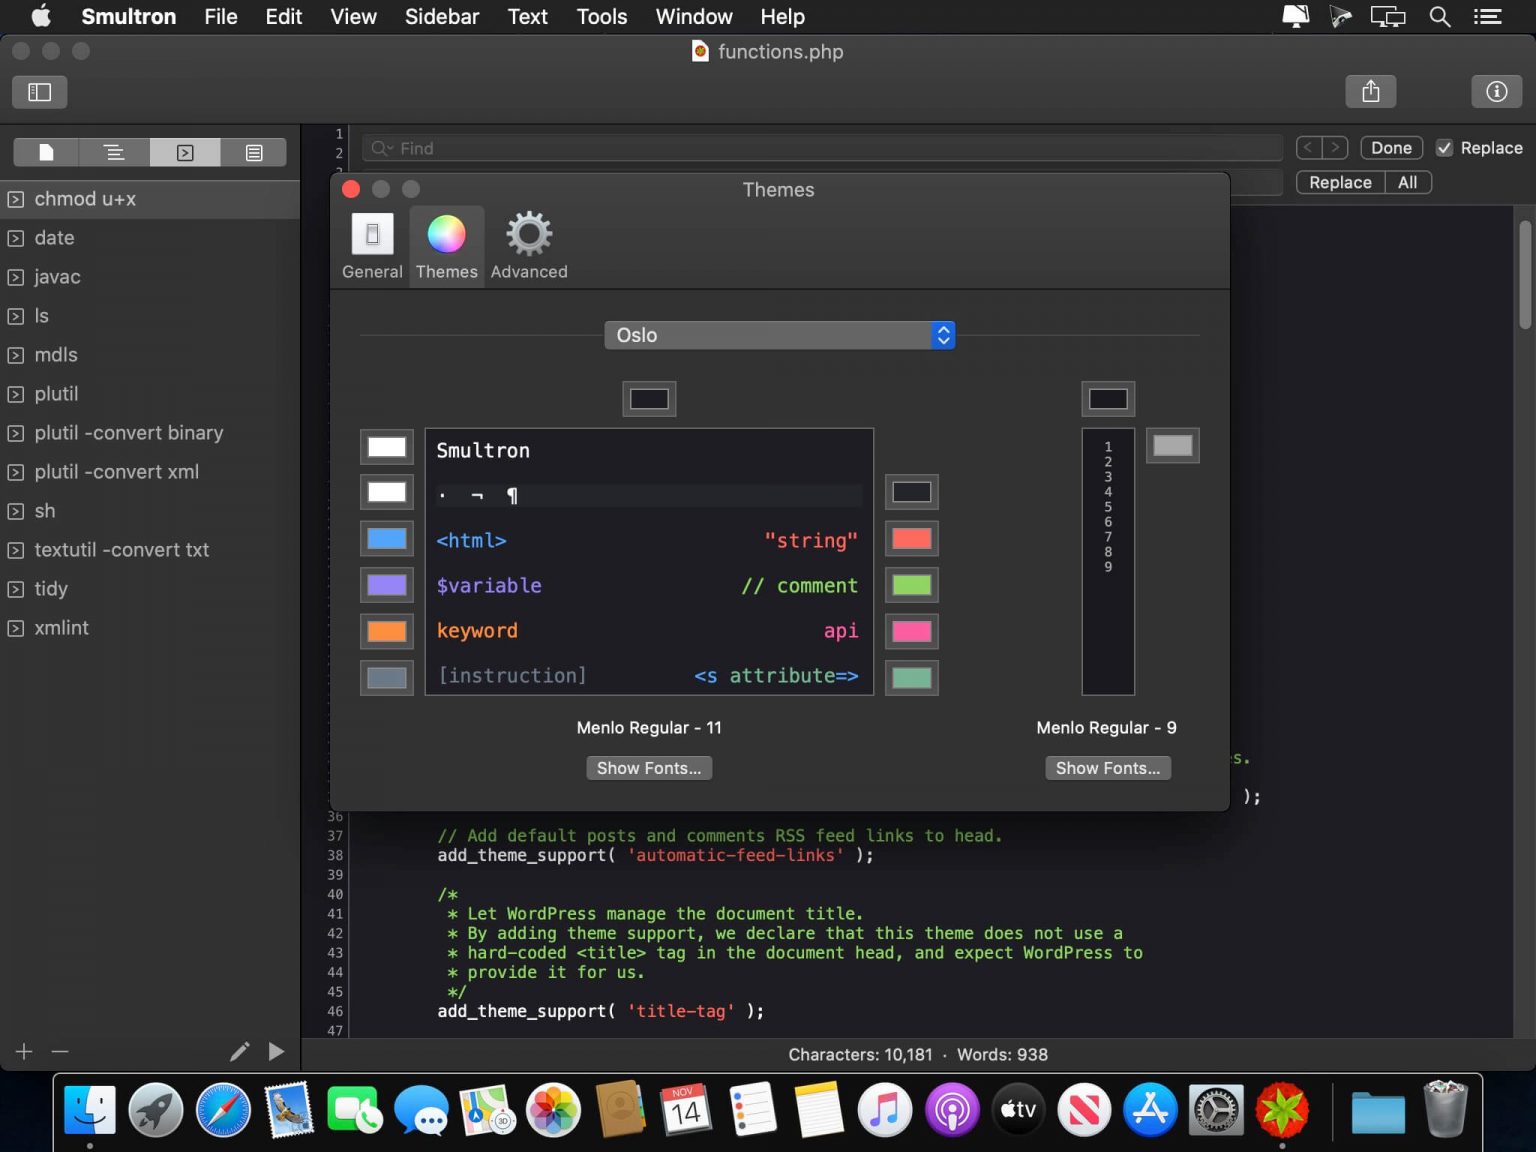 Smultron File Edit View Sidebar Text Tools Window Help
functions.php
chmod u+x
date
javac
ls
mdls
plutil
plutil -convert binary
plutil -convert xml
sh
textutil -convert txt
tidy
xmlint
1
2
Find
Done
Replace
Replace All
Themes
General Themes Advanced
Oslo
Smultron
· ¬ ¶
<html> "string"
$variable // comment
keyword api
[instruction] <s attribute=>
Menlo Regular - 11
Show Fonts...
1
2
3
4
5
6
7
8
9
Menlo Regular - 9
Show Fonts...
s.
);
36
37 // Add default posts and comments RSS feed links to head.
38 add_theme_support( 'automatic-feed-links' );
39
40 /*
41 * Let WordPress manage the document title.
42 * By adding theme support, we declare that this theme does not use a
43 * hard-coded <title> tag in the document head, and expect WordPress to
44 * provide it for us.
45 */
46 add_theme_support( 'title-tag' );
47
Characters: 10,181 · Words: 938
3D
NOV
14
tv